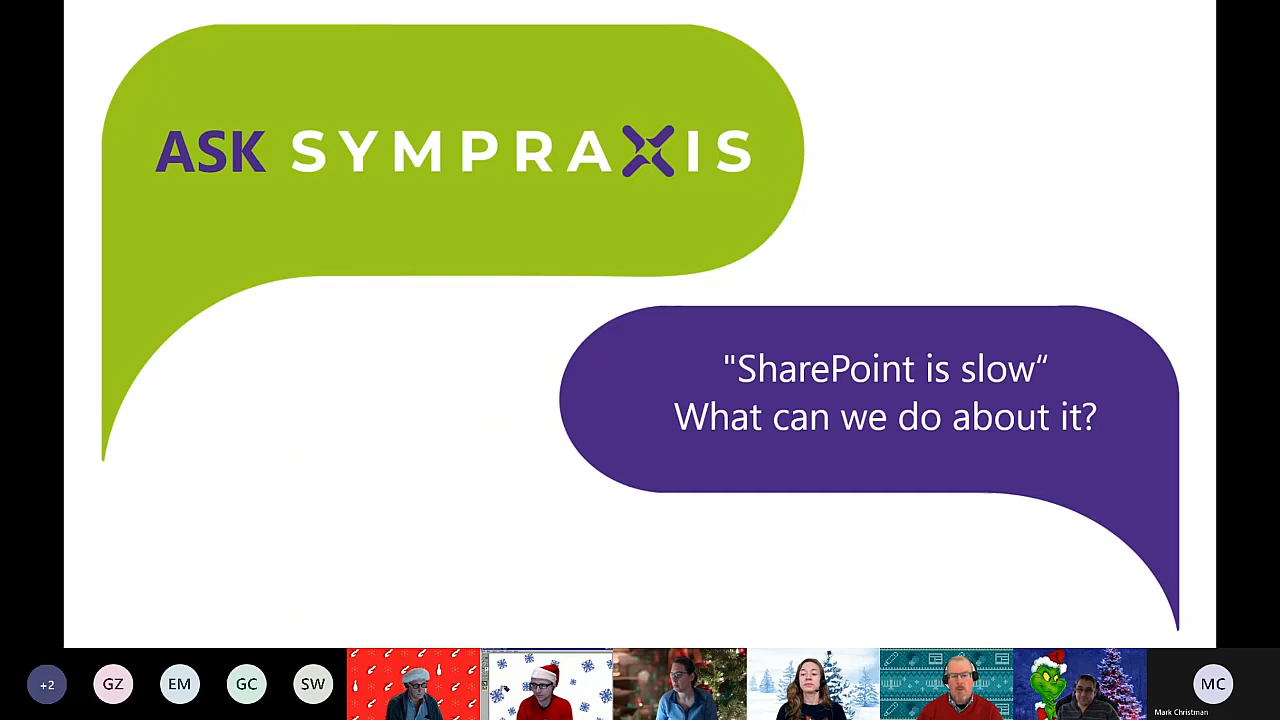 ASK SYMPRAXIS
"SharePoint is slow“
What can we do about it?
+2
GZ
EM
GC
SW
MC
Mark Christman